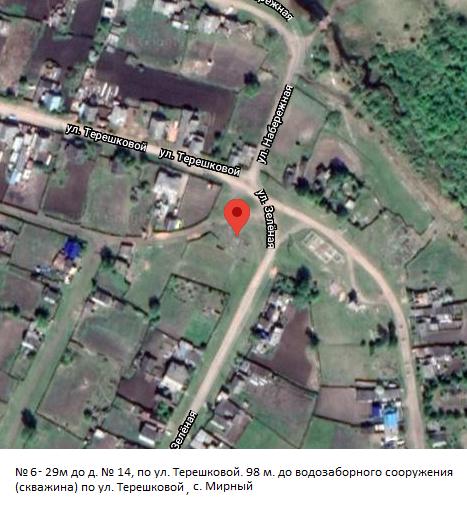 Набережная
ул. Набережная
ул. Терешковой
ул. Терешковой
ул. Зелёная
Зелёная
№ 6- 29м до д. № 14, по ул. Терешковой. 98 м. до водозаборного сооружения
(скважина) по ул. Терешковой , с. Мирный